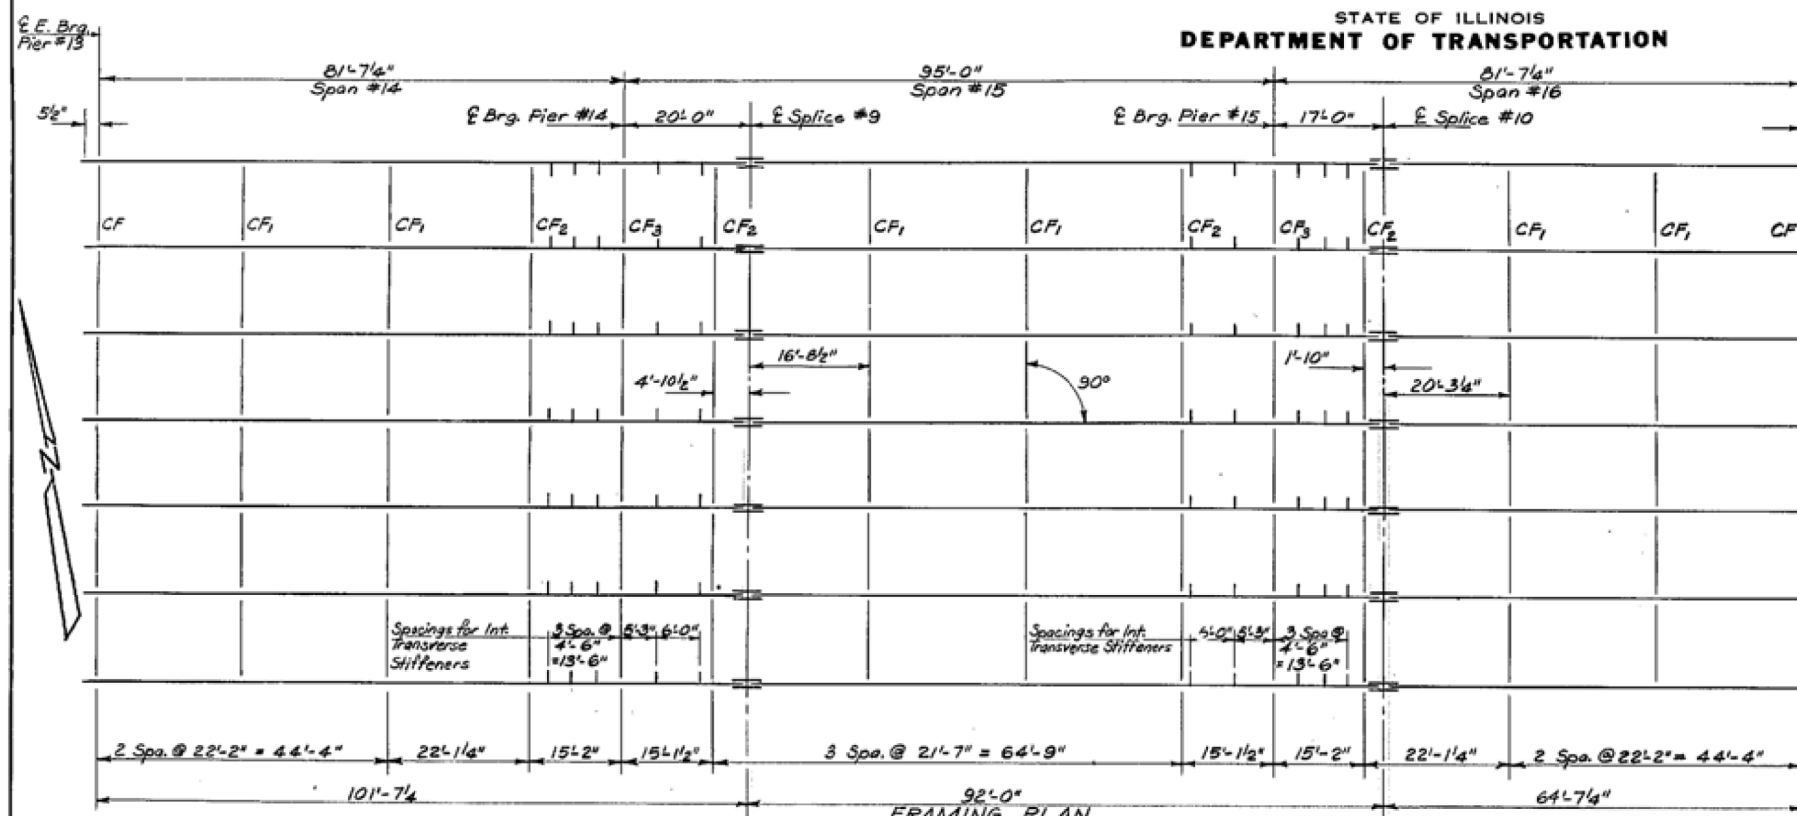 STATE OF ILLINOIS
DEPARTMENT OF TRANSPORTATION
℄ E. Brg.
Pier #13
81'-7¼"
Span #14
95'-0"
Span #15
81'-7¼"
Span #16
5½"
℄ Brg. Pier #14
20'-0"
℄ Splice #9
℄ Brg. Pier #15
17'-0"
℄ Splice #10
CF
CF₁
CF₁
CF₂
CF₃
CF₂
CF₁
CF₁
CF₂
CF₃
CF₂
CF₁
CF₁
CF
16'-8½"
1'-10"
4'-10½"
90°
20'-3¼"
N
Spacings for Int.
Transverse
Stiffeners
3 Spa. @
4'-6"
=13'-6"
5'-3"
6'-0"
Spacings for Int.
Transverse Stiffeners
5'-3"
3 Spa @
4'-6"
=13'-6"
2 Spa. @ 22'-2" = 44'-4"
22'-1¼"
15'-2"
15'-1½"
3 Spa. @ 21'-7" = 64'-9"
15'-1½"
15'-2"
22'-1¼"
2 Spa. @ 22'-2" = 44'-4"
101'-7¼
92'-0"
64'-7¼"
FRAMING PLAN